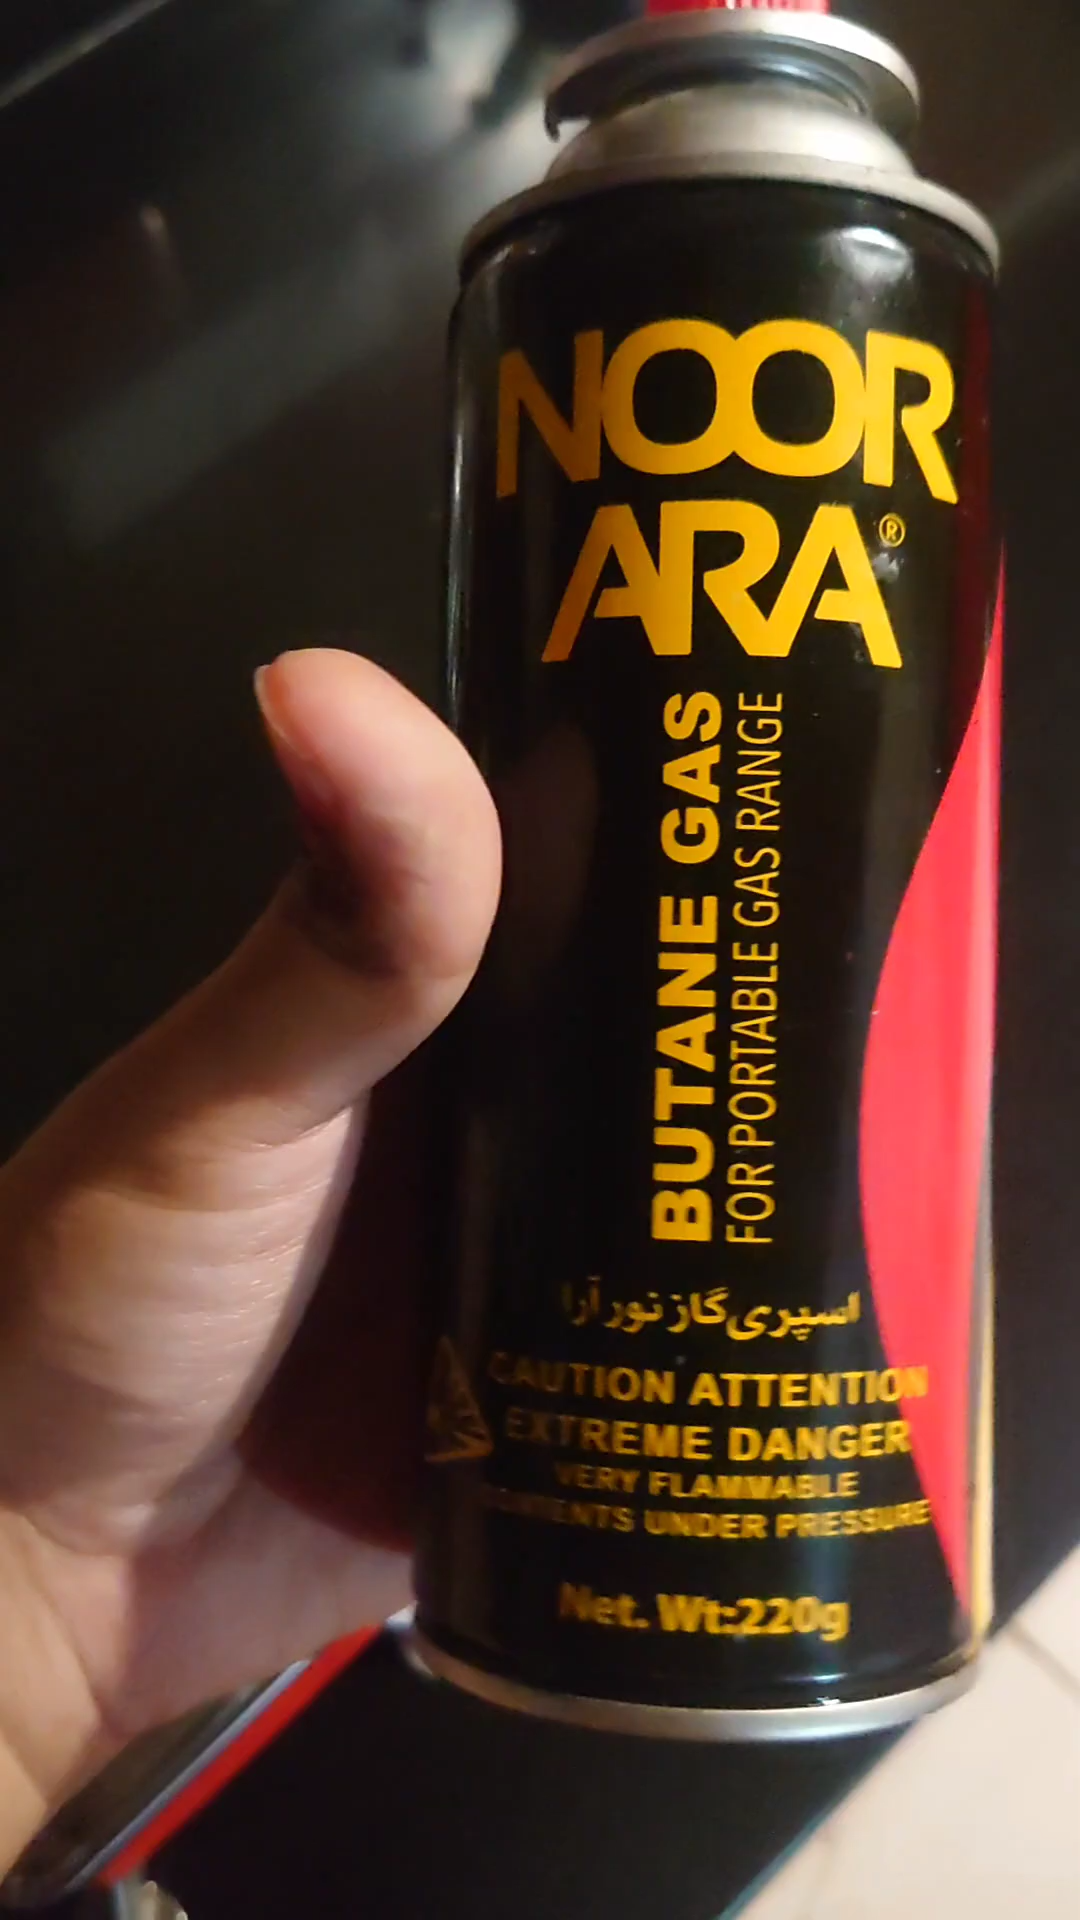 NOOR
ARA®
BUTANE GAS
FOR PORTABLE GAS RANGE
اسپری گاز نور آرا
CAUTION ATTENTION
EXTREME DANGER
VERY FLAMMABLE
UNDER PRESSURE
Net. Wt:220g